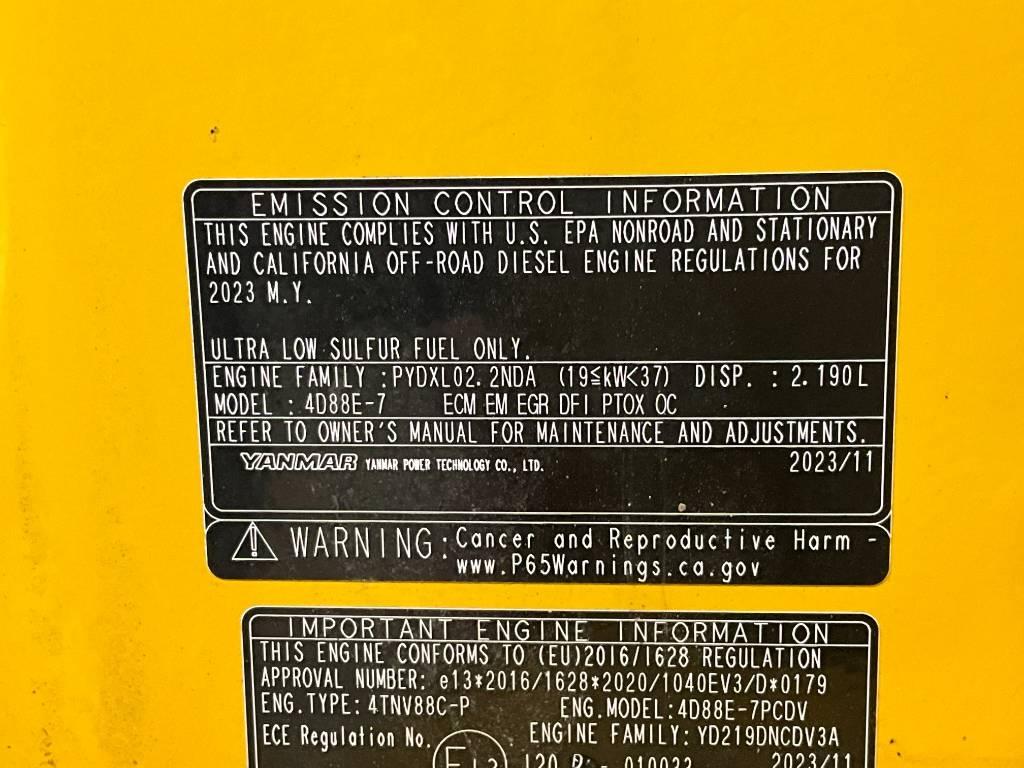 EMISSION CONTROL INFORMATION
THIS ENGINE COMPLIES WITH U.S. EPA NONROAD AND STATIONARY
AND CALIFORNIA OFF-ROAD DIESEL ENGINE REGULATIONS FOR
2023 M.Y.
ULTRA LOW SULFUR FUEL ONLY.
ENGINE FAMILY :PYDXL02.2NDA (19≦kW<37) DISP. : 2.190L
MODEL : 4D88E-7 ECM EM EGR DFI PTOX OC
REFER TO OWNER'S MANUAL FOR MAINTENANCE AND ADJUSTMENTS.
YANMAR YANMAR POWER TECHNOLOGY CO., LTD. 2023/11
WARNING: Cancer and Reproductive Harm -
www.P65Warnings.ca.gov
IMPORTANT ENGINE INFORMATION
THIS ENGINE CONFORMS TO (EU)2016/1628 REGULATION
APPROVAL NUMBER: e13*2016/1628*2020/1040EV3/D*0179
ENG.TYPE: 4TNV88C-P ENG.MODEL:4D88E-7PCDV
ECE Regulation No. ENGINE FAMILY: YD219DNCDV3A
E13 120 - 010022 2023/11